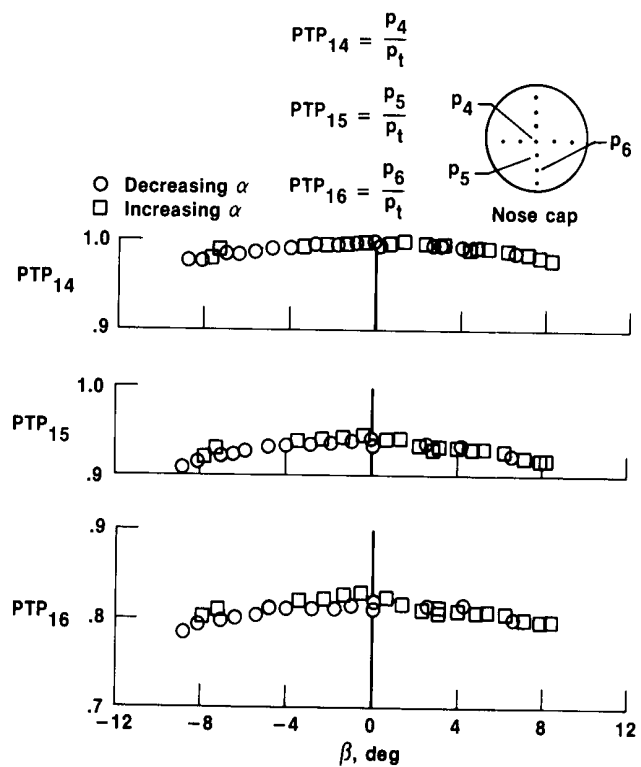 PTP14 = p4/pt
PTP15 = p5/pt
PTP16 = p6/pt
p4
p5
p6
Nose cap
○ Decreasing α
□ Increasing α
PTP14
1.0
.9
PTP15
1.0
.9
PTP16
.9
.8
.7
−12 −8 −4 0 4 8 12
β, deg